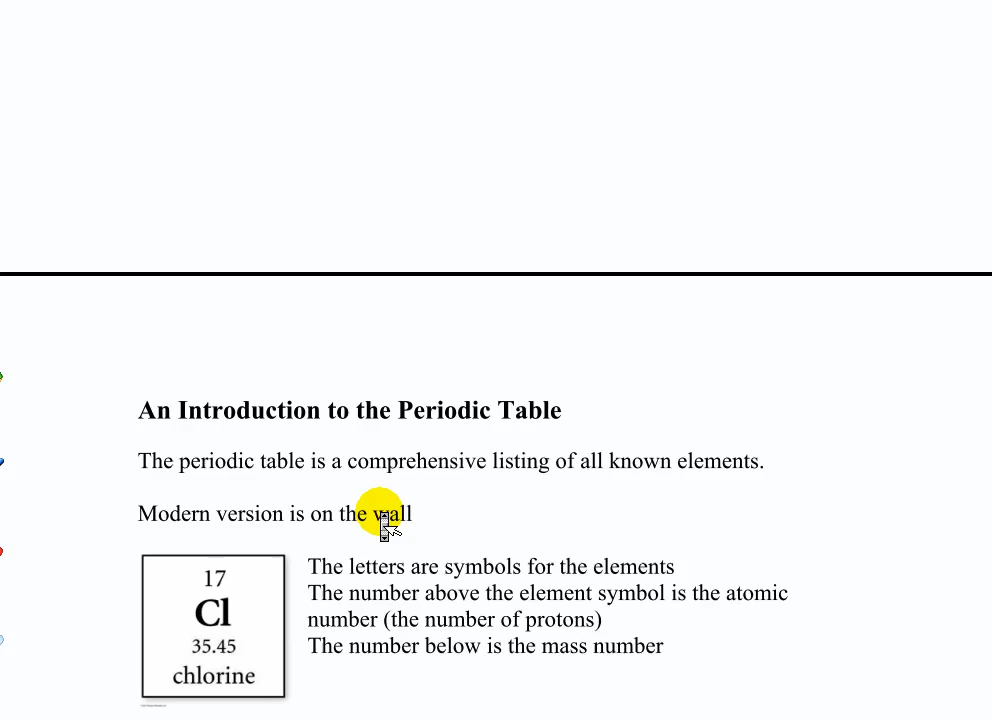 An Introduction to the Periodic Table
The periodic table is a comprehensive listing of all known elements.
Modern version is on the wall
17
Cl
35.45
chlorine
The letters are symbols for the elements
The number above the element symbol is the atomic
number (the number of protons)
The number below is the mass number